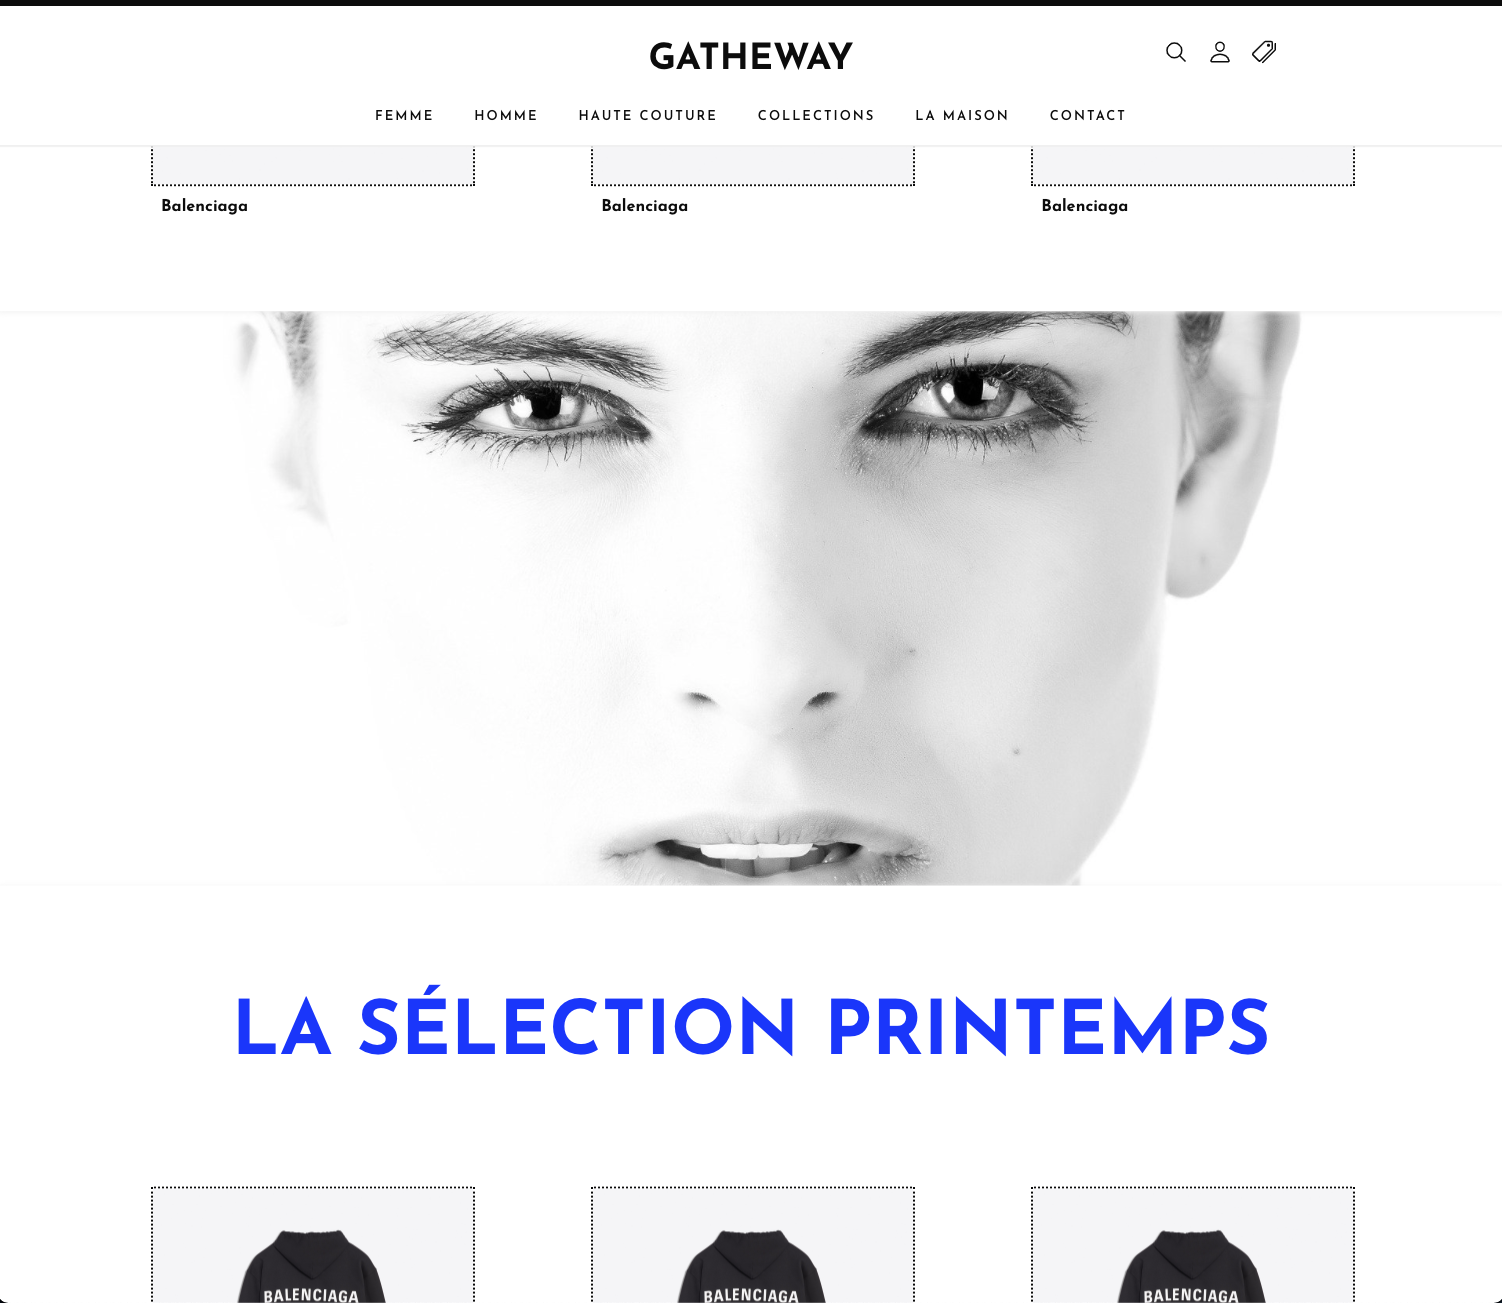 GATHEWAY
FEMME HOMME HAUTE COUTURE COLLECTIONS LA MAISON CONTACT
Balenciaga Balenciaga Balenciaga
LA SÉLECTION PRINTEMPS
BALENCIAGA BALENCIAGA BALENCIAGA